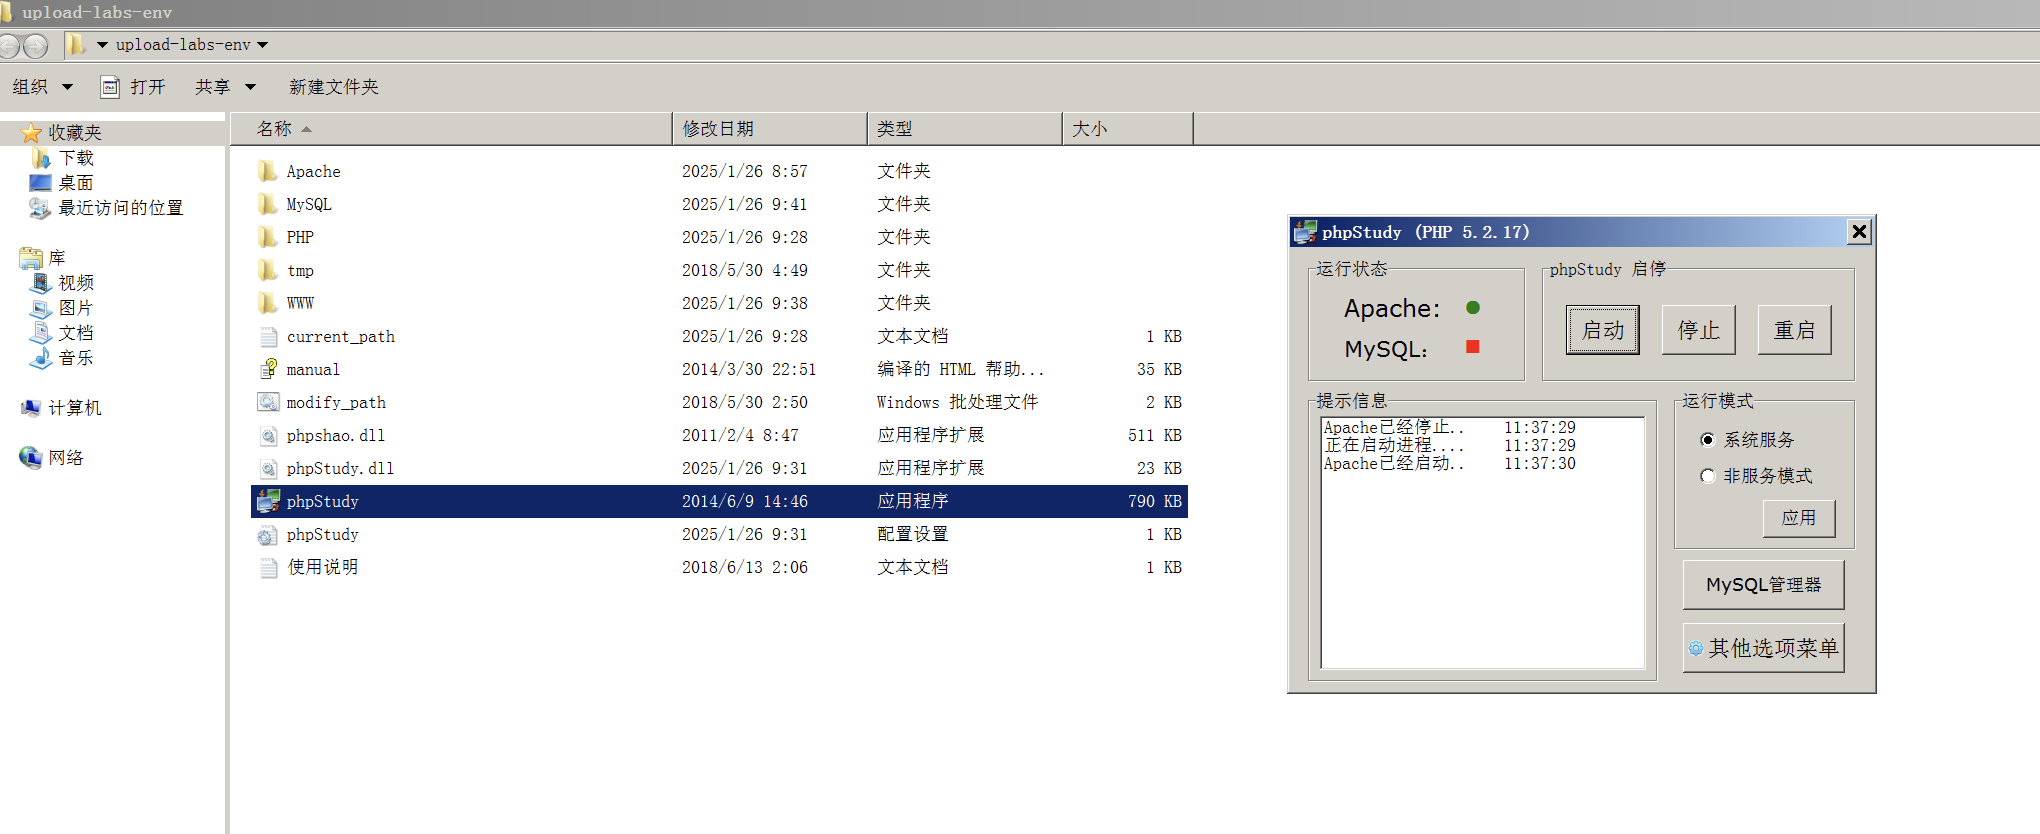 upload-labs-env
upload-labs-env
组织 打开 共享 新建文件夹
收藏夹
下载
桌面
最近访问的位置
库
视频
图片
文档
音乐
计算机
网络
名称 修改日期 类型 大小
Apache 2025/1/26 8:57 文件夹
MySQL 2025/1/26 9:41 文件夹
PHP 2025/1/26 9:28 文件夹
tmp 2018/5/30 4:49 文件夹
WWW 2025/1/26 9:38 文件夹
current_path 2025/1/26 9:28 文本文档 1 KB
manual 2014/3/30 22:51 编译的 HTML 帮助... 35 KB
modify_path 2018/5/30 2:50 Windows 批处理文件 2 KB
phpshao.dll 2011/2/4 8:47 应用程序扩展 511 KB
phpStudy.dll 2025/1/26 9:31 应用程序扩展 23 KB
phpStudy 2014/6/9 14:46 应用程序 790 KB
phpStudy 2025/1/26 9:31 配置设置 1 KB
使用说明 2018/6/13 2:06 文本文档 1 KB
phpStudy (PHP 5.2.17)
运行状态
Apache:
MySQL:
phpStudy 启停
启动 停止 重启
提示信息
Apache已经停止.. 11:37:29
正在启动进程.... 11:37:29
Apache已经启动.. 11:37:30
运行模式
系统服务
非服务模式
应用
MySQL管理器
其他选项菜单